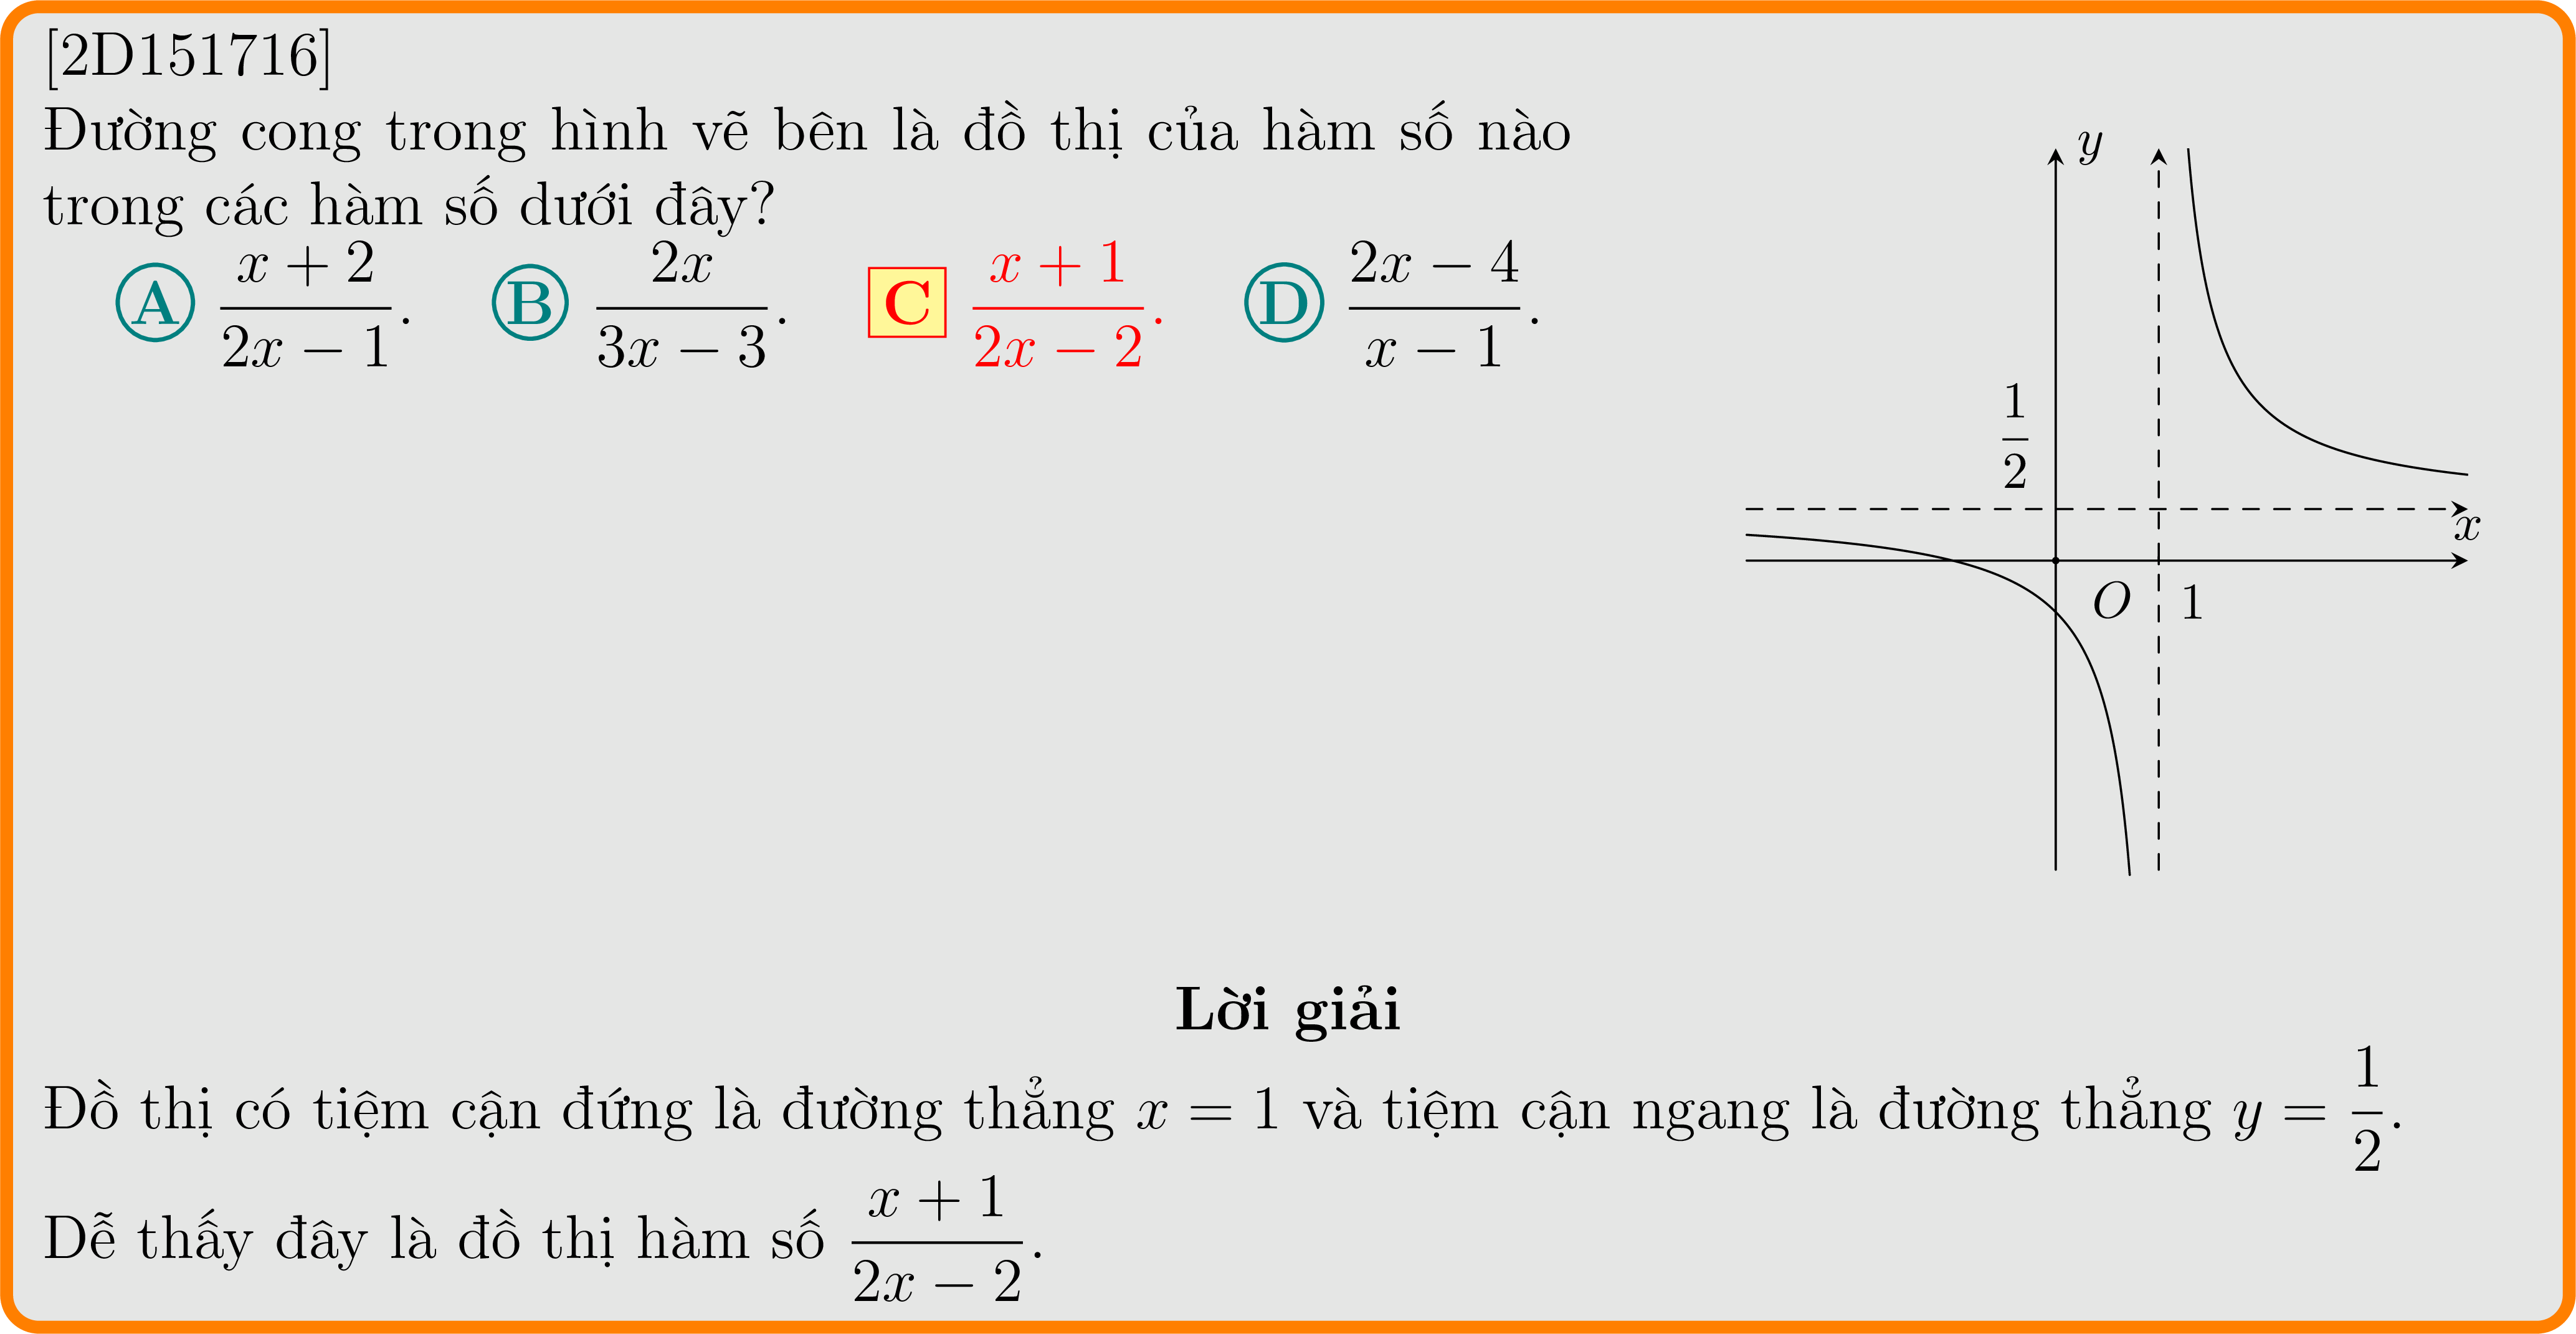 [2D151716]
Đường cong trong hình vẽ bên là đồ thị của hàm số nào
trong các hàm số dưới đây?
A \frac{x + 2}{2x − 1}. B \frac{2x}{3x − 3}. C \frac{x + 1}{2x − 2}. D \frac{2x − 4}{x − 1}.
y
\frac{1}{2}
x
O 1
Lời giải
Đồ thị có tiệm cận đứng là đường thẳng x = 1 và tiệm cận ngang là đường thẳng y = \frac{1}{2}.
Dễ thấy đây là đồ thị hàm số \frac{x + 1}{2x − 2}.